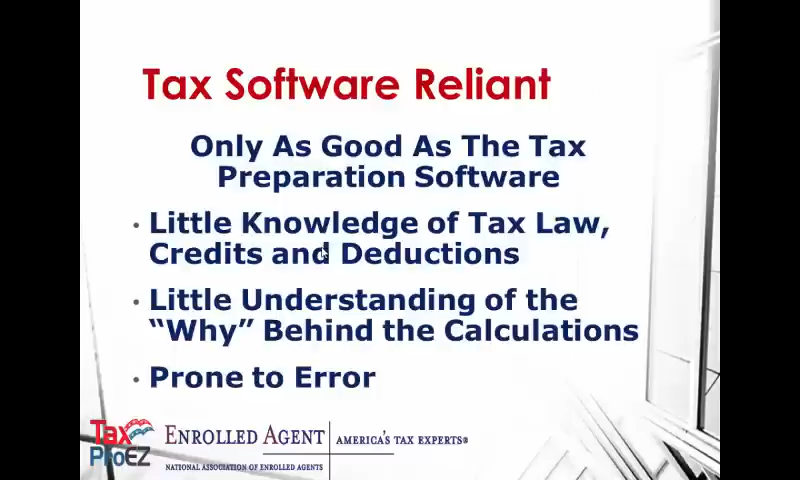 Tax Software Reliant
Only As Good As The Tax
Preparation Software
• Little Knowledge of Tax Law,
Credits and Deductions
• Little Understanding of the
“Why” Behind the Calculations
• Prone to Error
Tax
ProEZ
ENROLLED AGENT
AMERICA'S TAX EXPERTS®
NATIONAL ASSOCIATION OF ENROLLED AGENTS